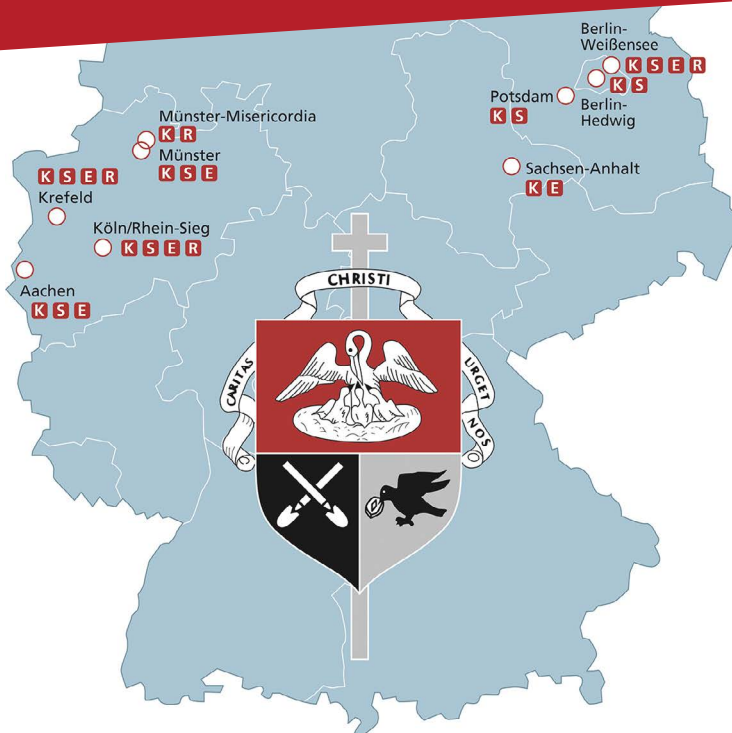 Berlin-
Weißensee
K S E R
K S
Berlin-
Hedwig
Potsdam
K S
Münster-Misericordia
K R
Münster
K S E
Sachsen-Anhalt
K E
K S E R
Krefeld
Köln/Rhein-Sieg
K S E R
Aachen
K S E
CARITAS
CHRISTI
URGET
NOS